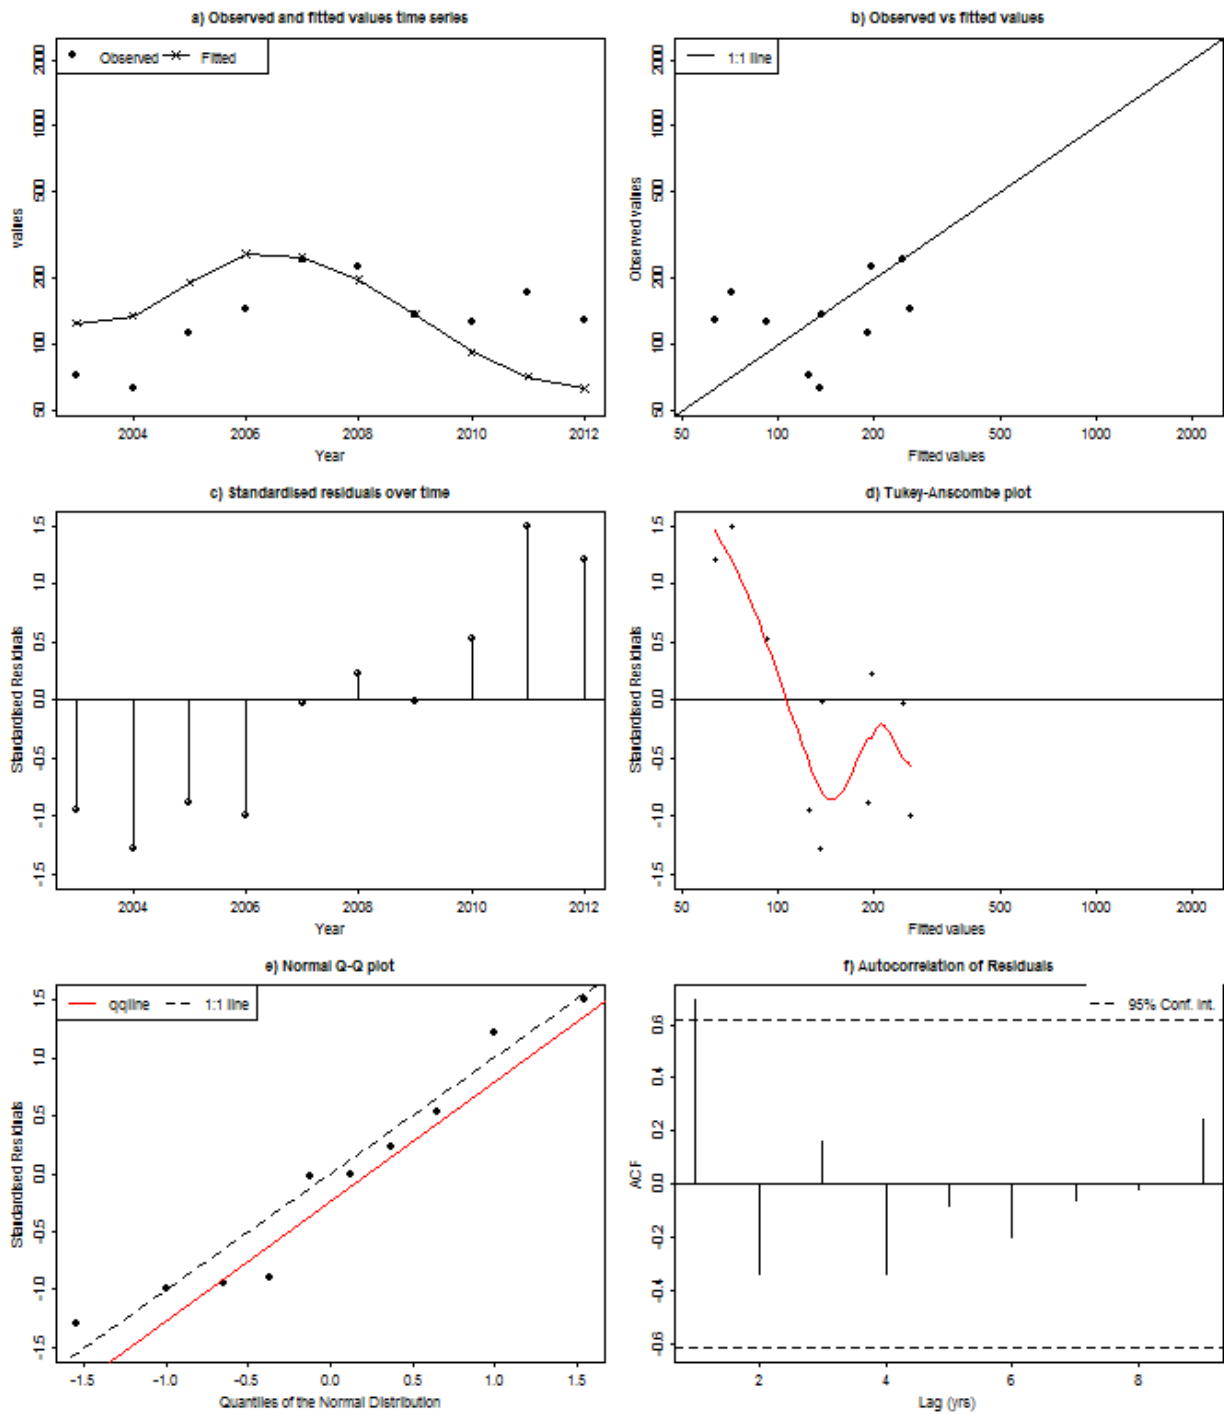 a) Observed and fitted values time series
Observed Fitted
values
2000
1000
500
200
100
50
2004 2006 2008 2010 2012
Year
b) Observed vs fitted values
1:1 line
Observed values
2000
1000
500
200
100
50
50 100 200 500 1000 2000
Fitted values
c) Standardised residuals over time
Standardised Residuals
1.5
1.0
0.5
0.0
-0.5
-1.0
-1.5
2004 2006 2008 2010 2012
Year
d) Tukey-Anscombe plot
Standardised Residuals
1.5
1.0
0.5
0.0
-0.5
-1.0
-1.5
50 100 200 500 1000 2000
Fitted values
e) Normal Q-Q plot
qqline 1:1 line
Standardised Residuals
1.5
1.0
0.5
0.0
-0.5
-1.0
-1.5
-1.5 -1.0 -0.5 0.0 0.5 1.0 1.5
Quantiles of the Normal Distribution
f) Autocorrelation of Residuals
95% Conf. Int.
ACF
0.6
0.4
0.2
0.0
-0.2
-0.4
-0.6
2 4 6 8
Lag (yrs)